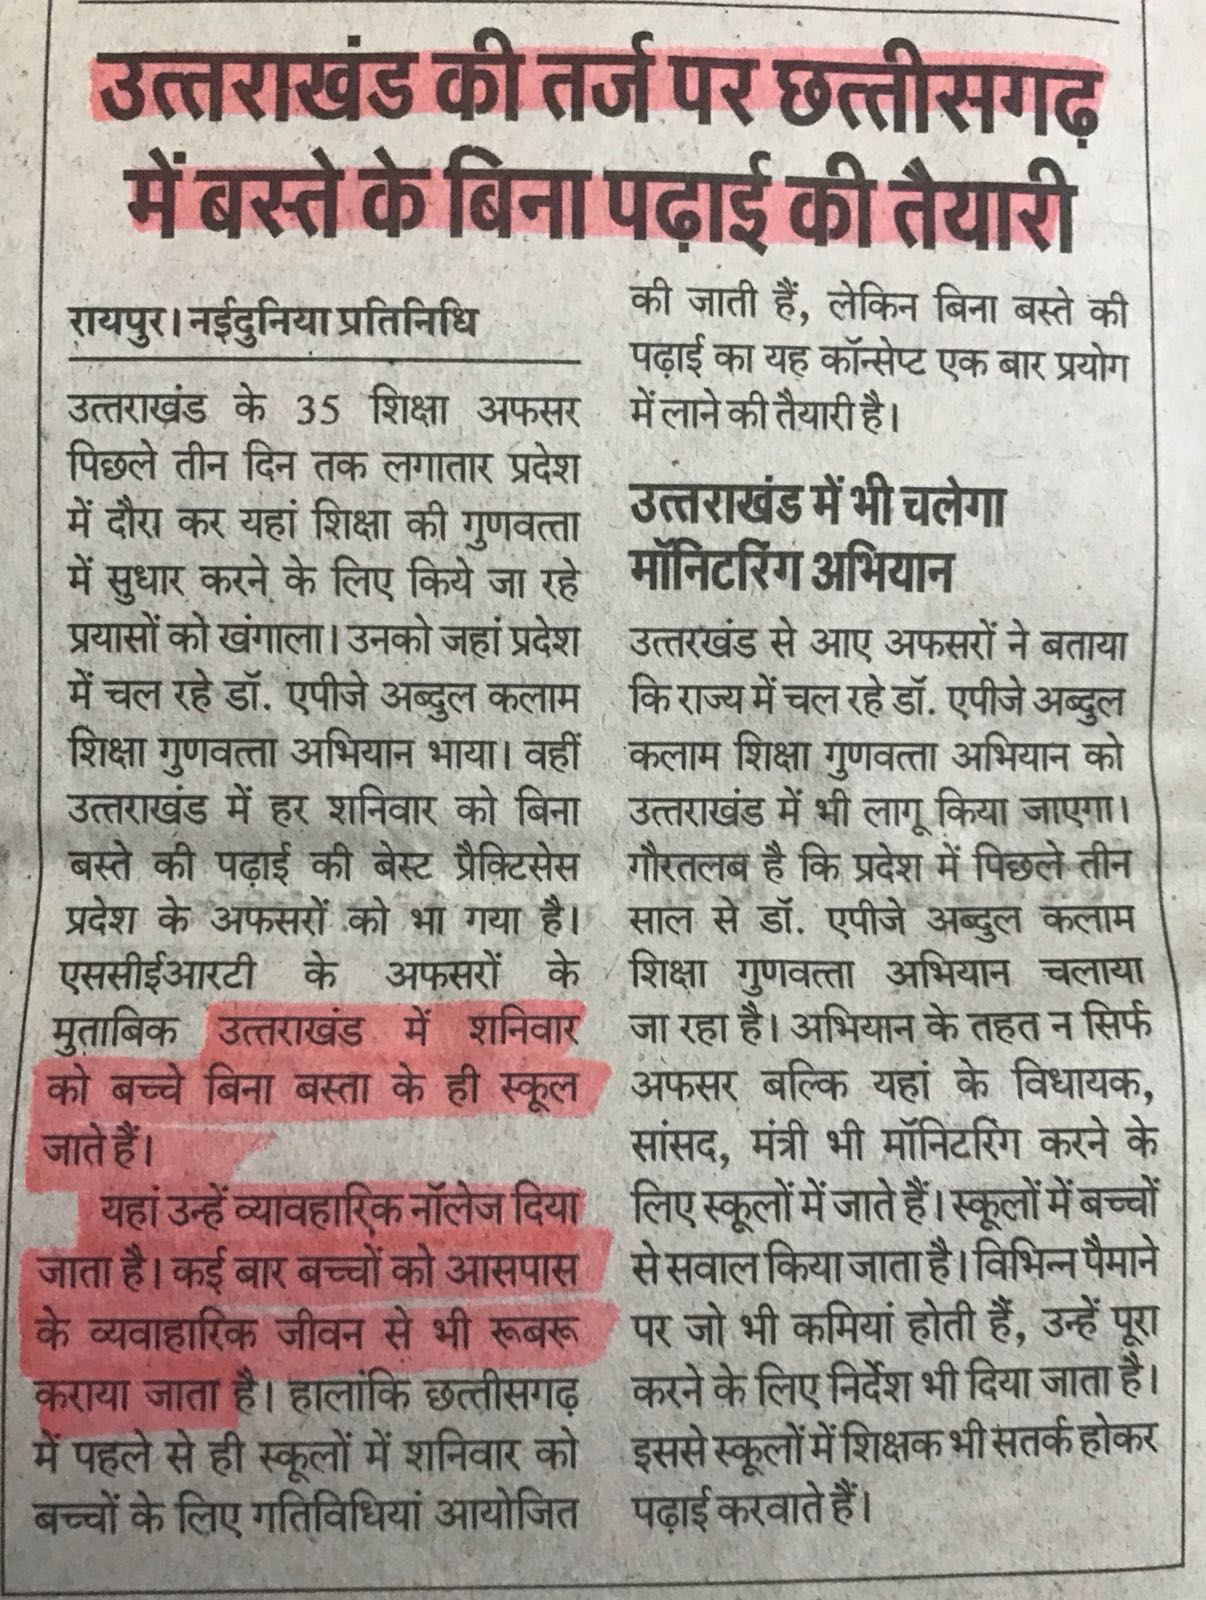 उत्तराखंड की तर्ज पर छत्तीसगढ़
में बस्ते के बिना पढ़ाई की तैयारी
रायपुर। नईदुनिया प्रतिनिधि
उत्तराखंड के 35 शिक्षा अफसर
पिछले तीन दिन तक लगातार प्रदेश
में दौरा कर यहां शिक्षा की गुणवत्ता
में सुधार करने के लिए किये जा रहे
प्रयासों को खंगाला। उनको जहां प्रदेश
में चल रहे डॉ. एपीजे अब्दुल कलाम
शिक्षा गुणवत्ता अभियान भाया। वहीं
उत्तराखंड में हर शनिवार को बिना
बस्ते की पढ़ाई की बेस्ट प्रैक्टिसेस
प्रदेश के अफसरों को भा गया है।
एससीईआरटी के अफसरों के
मुताबिक उत्तराखंड में शनिवार
को बच्चे बिना बस्ता के ही स्कूल
जाते हैं।
यहां उन्हें व्यावहारिक नॉलेज दिया
जाता है। कई बार बच्चों को आसपास
के व्यवाहारिक जीवन से भी रूबरू
कराया जाता है। हालांकि छत्तीसगढ़
में पहले से ही स्कूलों में शनिवार को
बच्चों के लिए गतिविधियां आयोजित
की जाती हैं, लेकिन बिना बस्ते की
पढ़ाई का यह कॉन्सेप्ट एक बार प्रयोग
में लाने की तैयारी है।
उत्तराखंड में भी चलेगा
मॉनिटरिंग अभियान
उत्तरखंड से आए अफसरों ने बताया
कि राज्य में चल रहे डॉ. एपीजे अब्दुल
कलाम शिक्षा गुणवत्ता अभियान को
उत्तराखंड में भी लागू किया जाएगा।
गौरतलब है कि प्रदेश में पिछले तीन
साल से डॉ. एपीजे अब्दुल कलाम
शिक्षा गुणवत्ता अभियान चलाया
जा रहा है। अभियान के तहत न सिर्फ
अफसर बल्कि यहां के विधायक,
सांसद, मंत्री भी मॉनिटरिंग करने के
लिए स्कूलों में जाते हैं। स्कूलों में बच्चों
से सवाल किया जाता है। विभिन्न पैमाने
पर जो भी कमियां होती हैं, उन्हें पूरा
करने के लिए निर्देश भी दिया जाता है।
इससे स्कूलों में शिक्षक भी सतर्क होकर
पढ़ाई करवाते हैं।